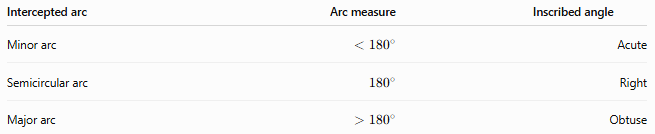 Intercepted arc Arc measure Inscribed angle
Minor arc < 180° Acute
Semicircular arc 180° Right
Major arc > 180° Obtuse